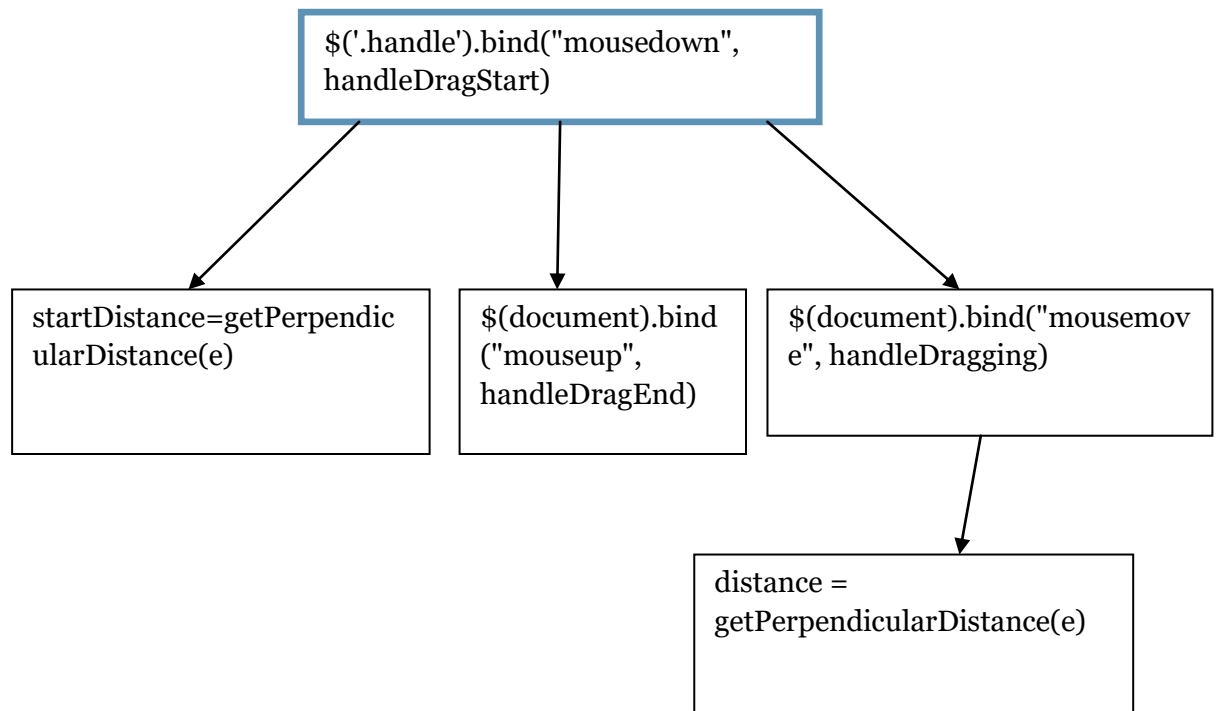 $('.handle').bind("mousedown",
handleDragStart)
startDistance=getPerpendic
ularDistance(e)
$(document).bind
("mouseup",
handleDragEnd)
$(document).bind("mousemov
e", handleDragging)
distance =
getPerpendicularDistance(e)